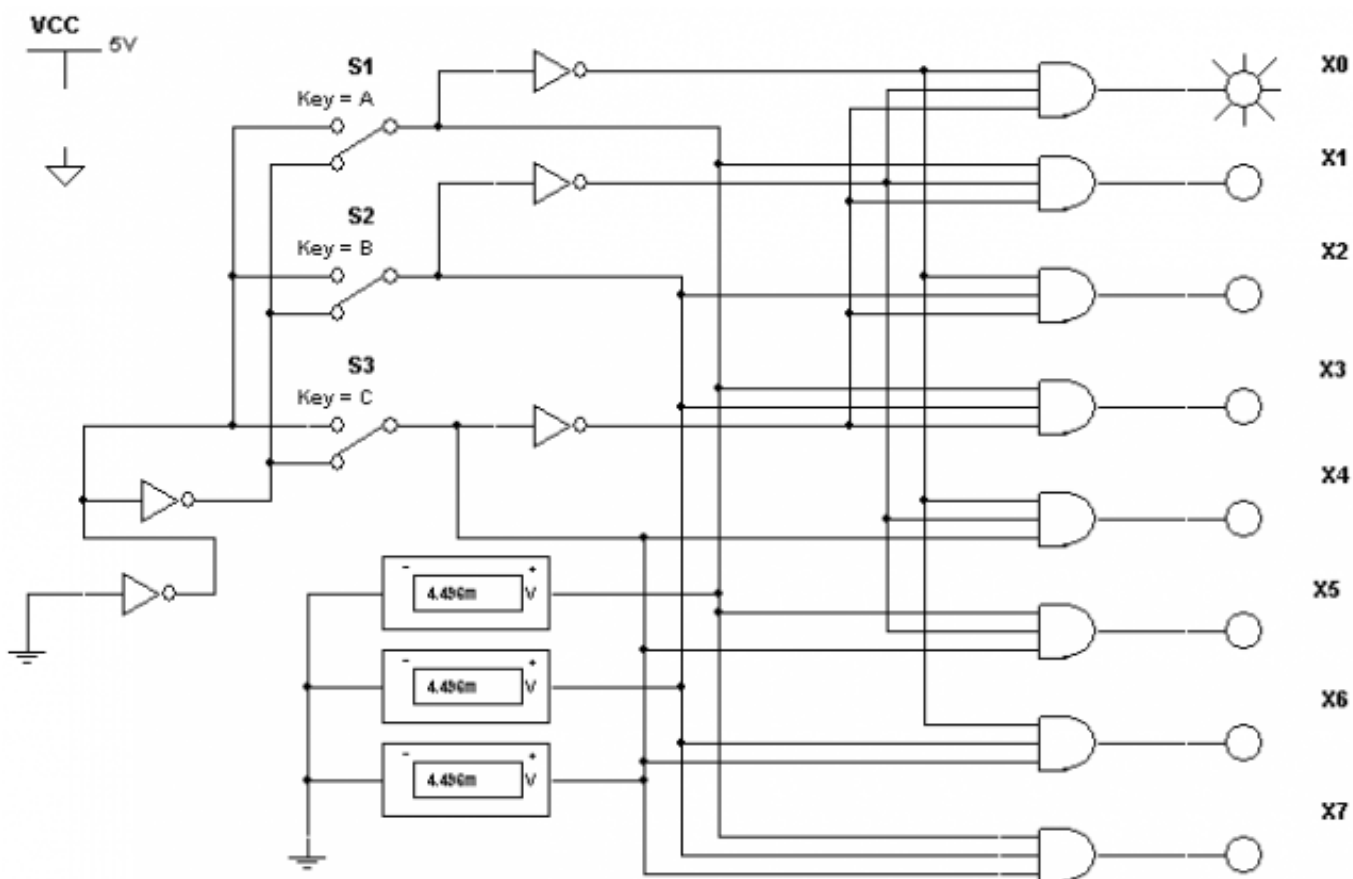 VCC
5V
S1
Key = A
S2
Key = B
S3
Key = C
X0
X1
X2
X3
X4
X5
X6
X7
- +
4.496m V
- +
4.496m V
- +
4.496m V